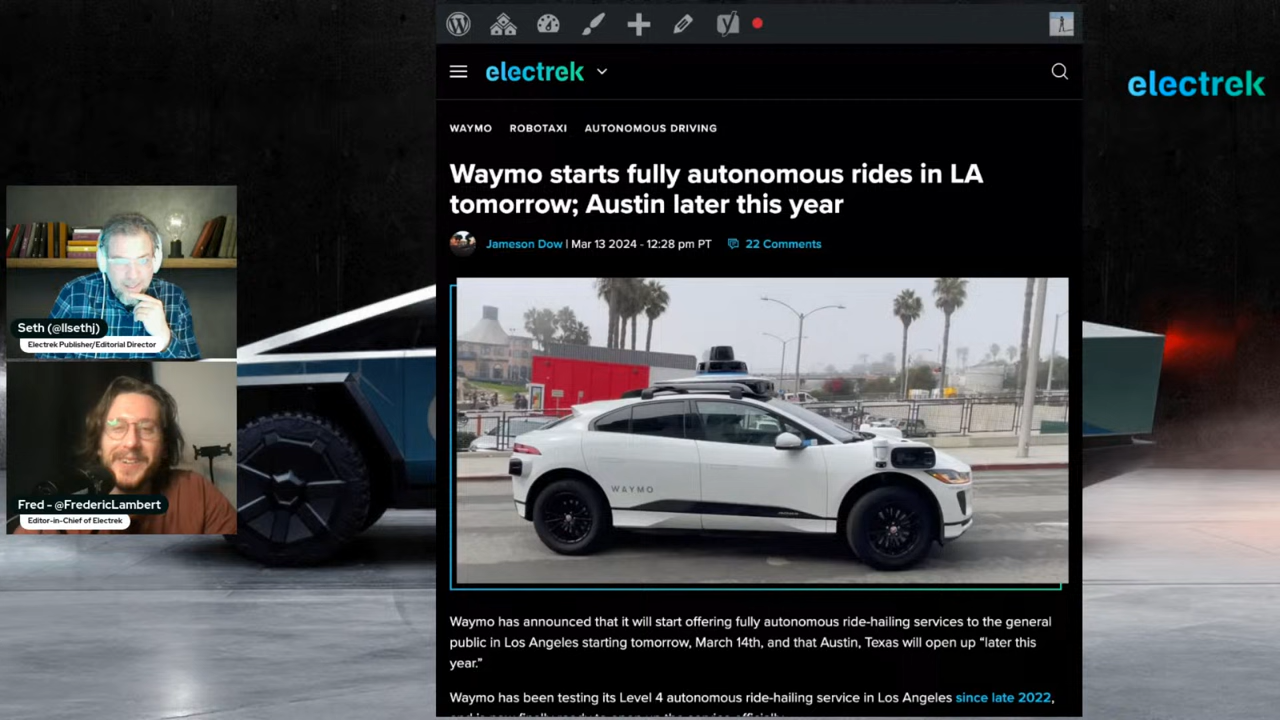 electrek
electrek
WAYMO ROBOTAXI AUTONOMOUS DRIVING
Waymo starts fully autonomous rides in LA
tomorrow; Austin later this year
Jameson Dow | Mar 13 2024 - 12:28 pm PT 22 Comments
WAYMO
Seth (@llsethj)
Electrek Publisher/Editorial Director
Fred - @FredericLambert
Editor-in-Chief of Electrek
Waymo has announced that it will start offering fully autonomous ride-hailing services to the general
public in Los Angeles starting tomorrow, March 14th, and that Austin, Texas will open up “later this
year.”
Waymo has been testing its Level 4 autonomous ride-hailing service in Los Angeles since late 2022,